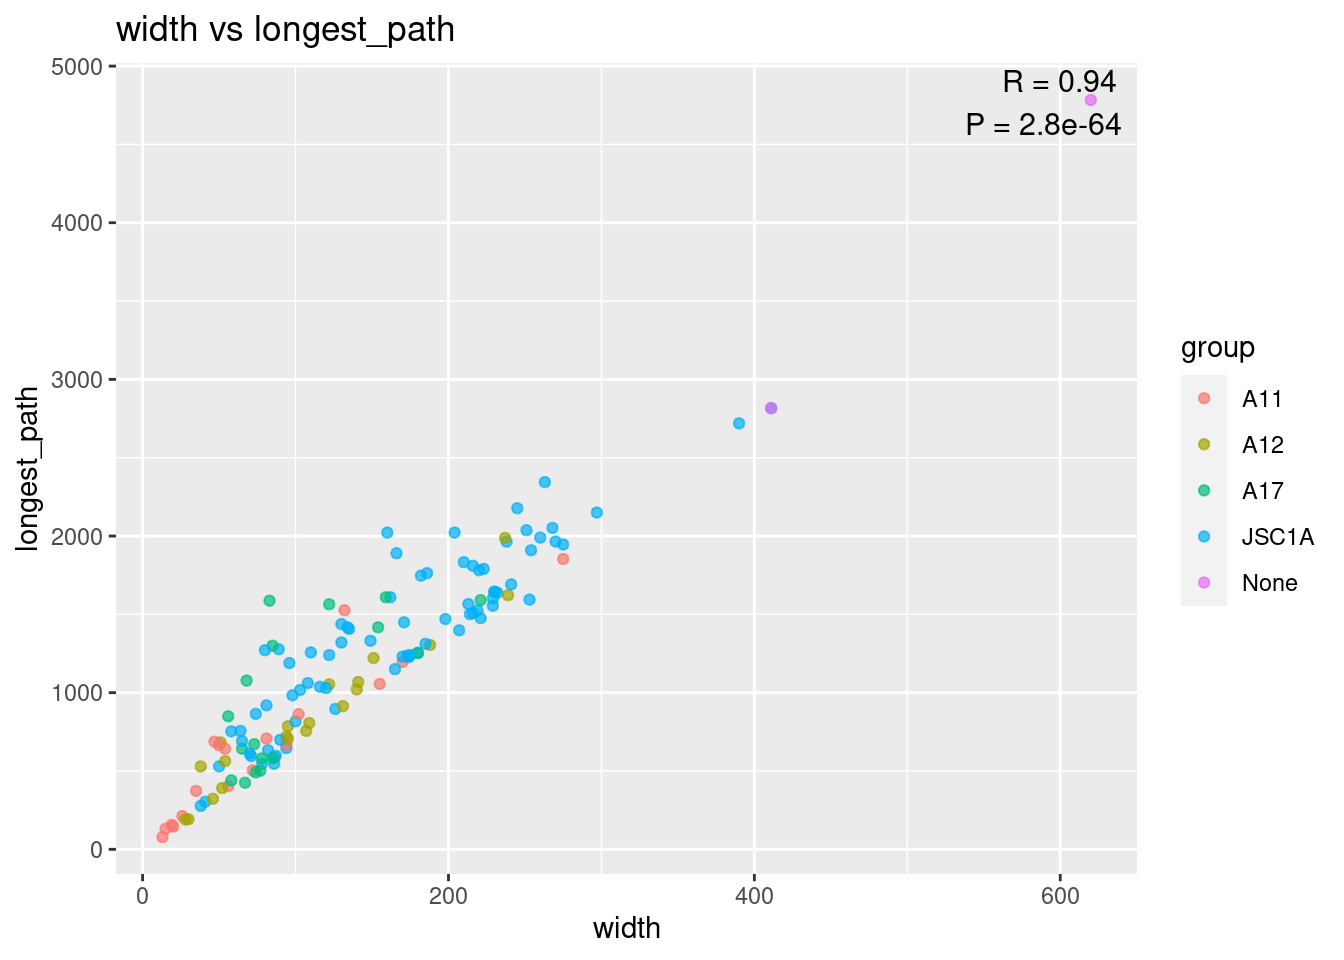 width vs longest_path
R = 0.94
P = 2.8e-64
5000
4000
3000
2000
1000
0
longest_path
0 200 400 600
width
group
A11
A12
A17
JSC1A
None